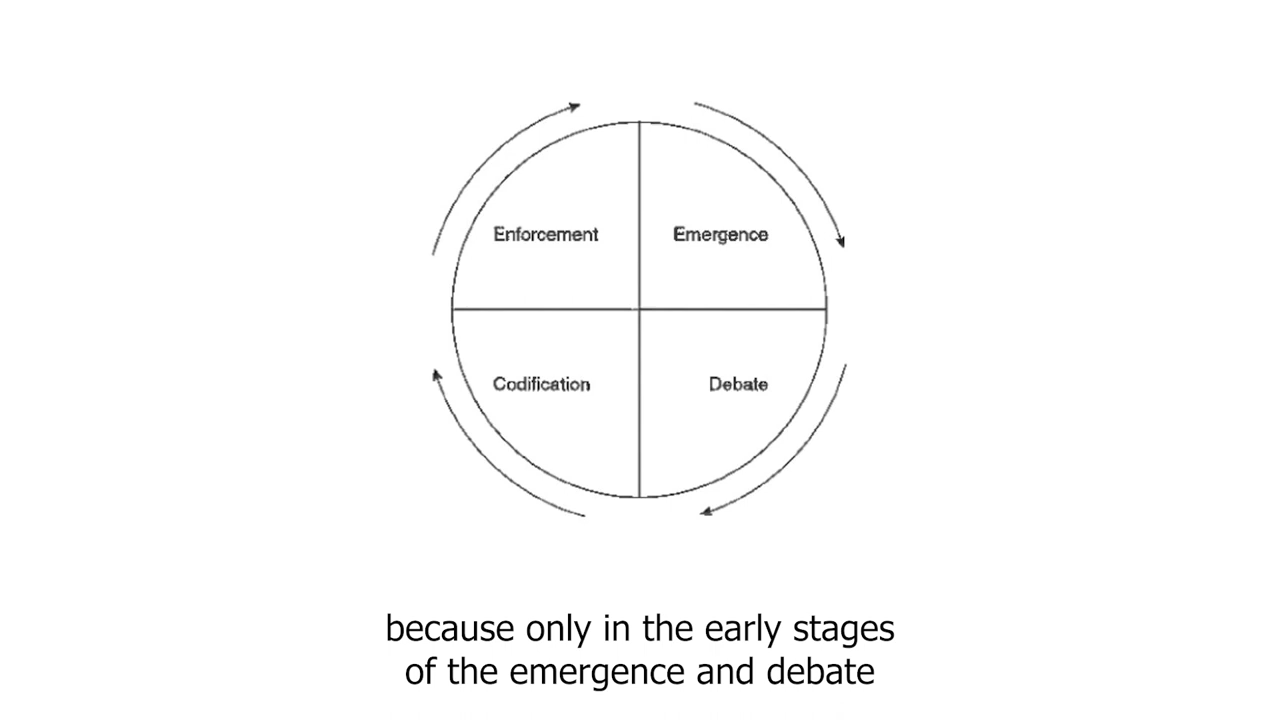 Enforcement
Emergence
Codification
Debate
because only in the early stages
of the emergence and debate